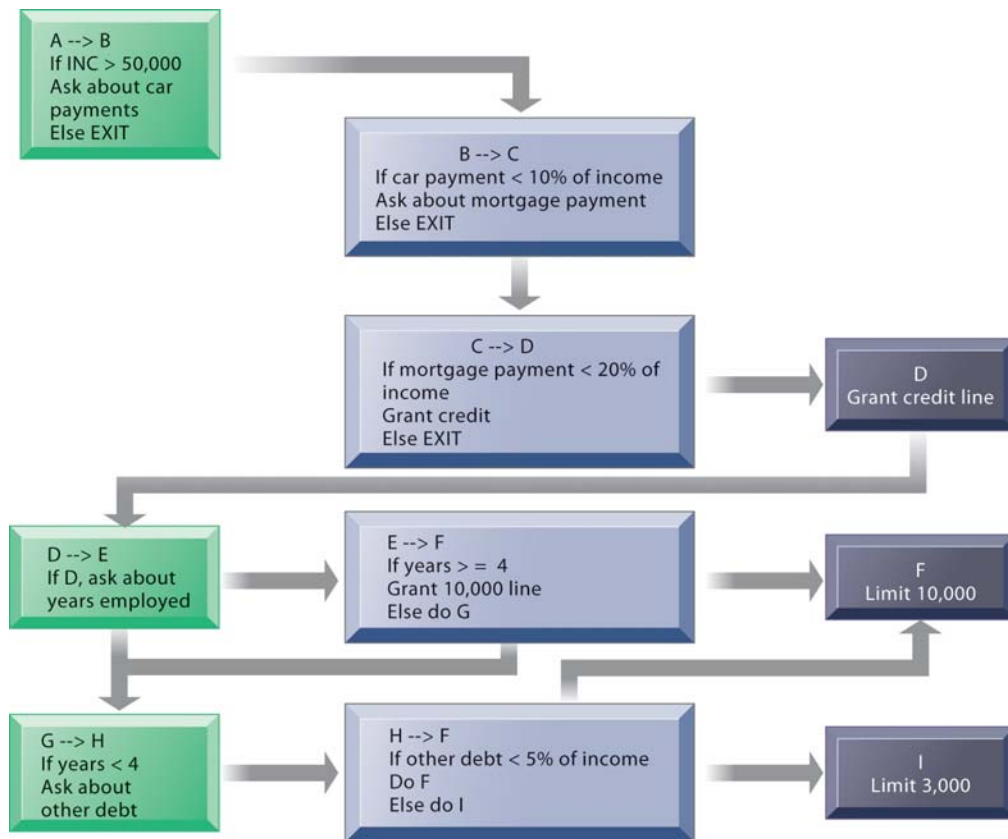 A --> B
If INC > 50,000
Ask about car
payments
Else EXIT
B --> C
If car payment < 10% of income
Ask about mortgage payment
Else EXIT
C --> D
If mortgage payment < 20% of
income
Grant credit
Else EXIT
D
Grant credit line
D --> E
If D, ask about
years employed
E --> F
If years > = 4
Grant 10,000 line
Else do G
F
Limit 10,000
G --> H
If years < 4
Ask about
other debt
H --> F
If other debt < 5% of income
Do F
Else do I
I
Limit 3,000